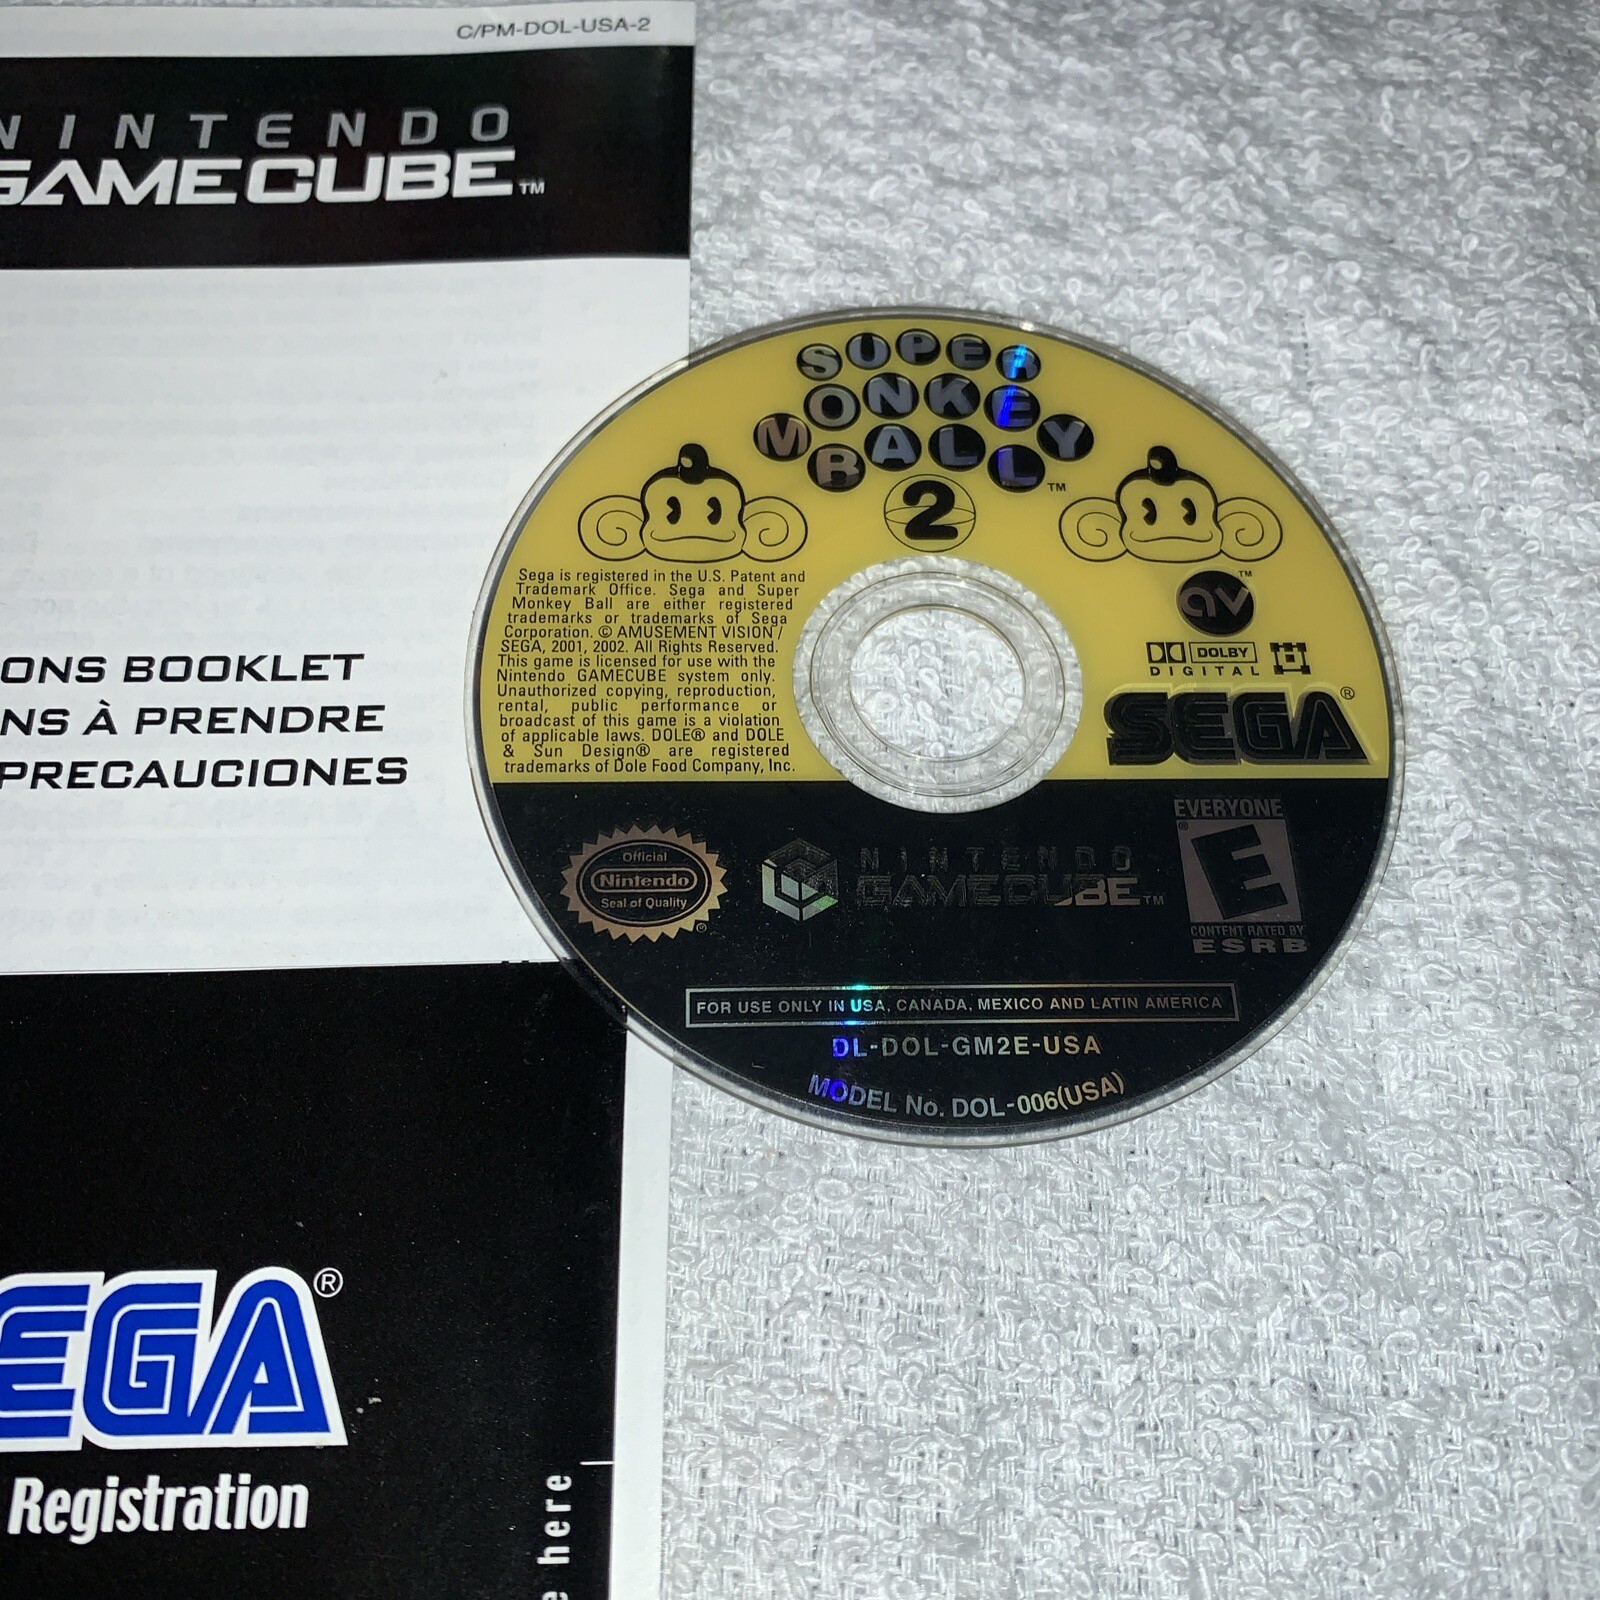 C/PM-DOL-USA-2
NINTENDO
GAMECUBE™
ONS BOOKLET
NS À PRENDRE
PRECAUCIONES
EGA®
Registration
e here
SUPER
MONKEY
BALL™
2
Sega is registered in the U.S. Patent and
Trademark Office. Sega and Super
Monkey Ball are either registered
trademarks or trademarks of Sega
Corporation. © AMUSEMENT VISION /
SEGA, 2001, 2002. All Rights Reserved.
This game is licensed for use with the
Nintendo GAMECUBE system only.
Unauthorized copying, reproduction,
rental, public performance or
broadcast of this game is a violation
of applicable laws. DOLE® and DOLE
& Sun Design® are registered
trademarks of Dole Food Company, Inc.
av™
DOLBY
DIGITAL
SEGA®
Official
Nintendo
Seal of Quality
®
NINTENDO
GAMECUBE™
EVERYONE
E
®
CONTENT RATED BY
ESRB
FOR USE ONLY IN USA, CANADA, MEXICO AND LATIN AMERICA
DL-DOL-GM2E-USA
MODEL No. DOL-006(USA)